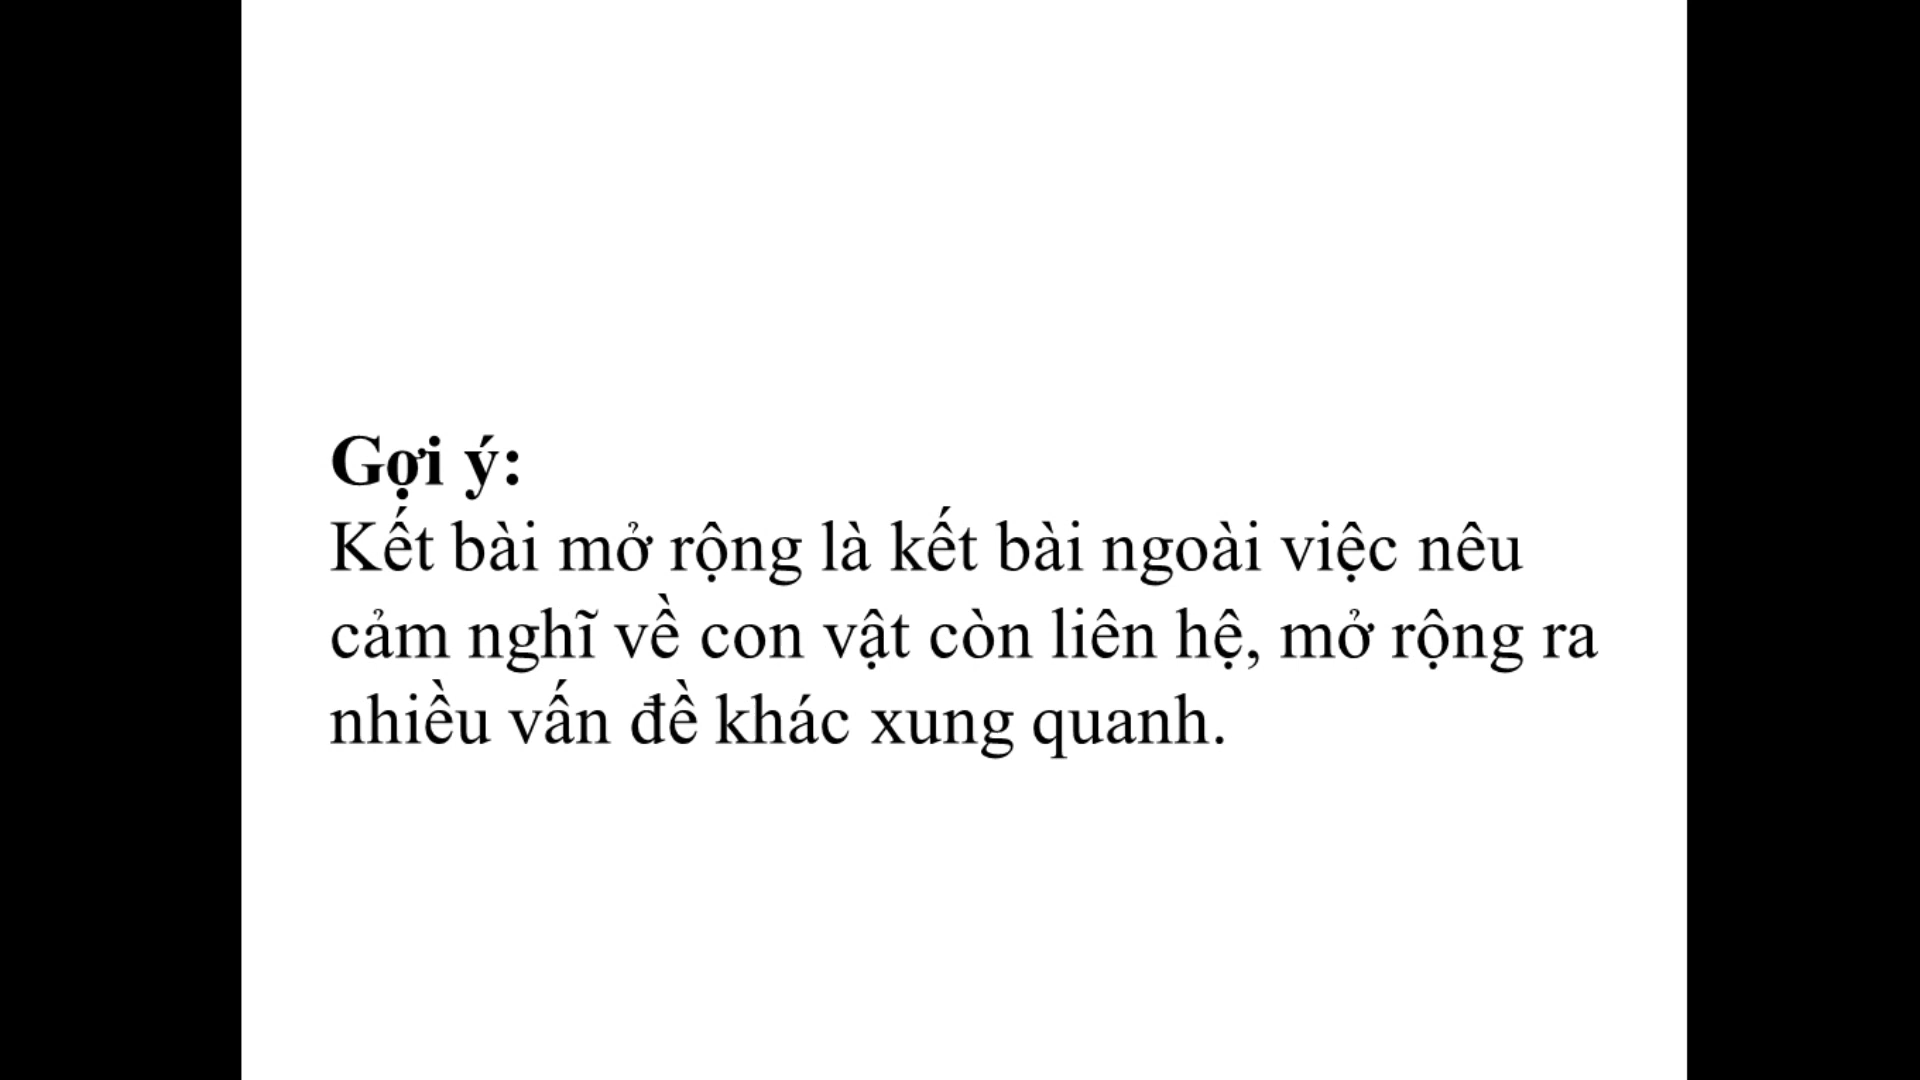 Gợi ý:
Kết bài mở rộng là kết bài ngoài việc nêu
cảm nghĩ về con vật còn liên hệ, mở rộng ra
nhiều vấn đề khác xung quanh.